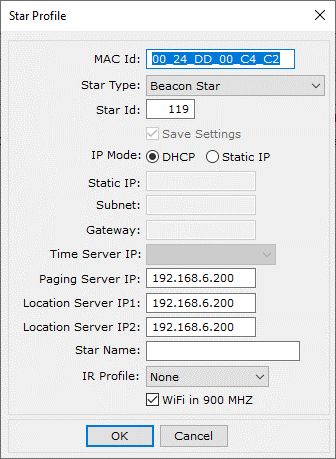 Star Profile
MAC Id: 00_24_DD_00_C4_C2
Star Type: Beacon Star
Star Id: 119
Save Settings
IP Mode: DHCP Static IP
Static IP:
Subnet:
Gateway:
Time Server IP:
Paging Server IP: 192.168.6.200
Location Server IP1: 192.168.6.200
Location Server IP2: 192.168.6.200
Star Name:
IR Profile: None
WiFi in 900 MHZ
OK Cancel